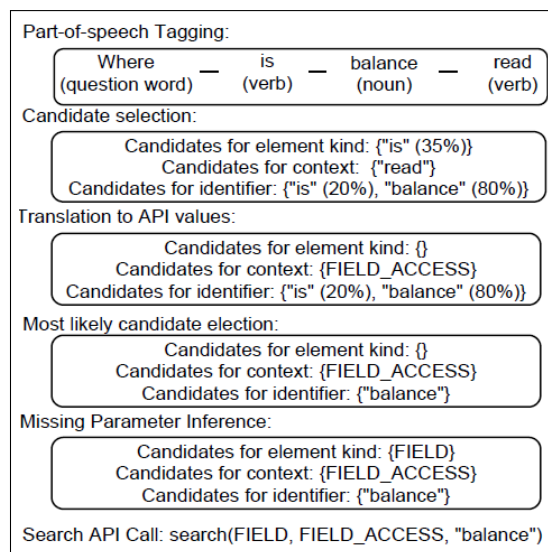 Part-of-speech Tagging:
Where — is — balance — read
(question word) (verb) (noun) (verb)
Candidate selection:
Candidates for element kind: {"is" (35%)}
Candidates for context: {"read"}
Candidates for identifier: {"is" (20%), "balance" (80%)}
Translation to API values:
Candidates for element kind: {}
Candidates for context: {FIELD_ACCESS}
Candidates for identifier: {"is" (20%), "balance" (80%)}
Most likely candidate election:
Candidates for element kind: {}
Candidates for context: {FIELD_ACCESS}
Candidates for identifier: {"balance"}
Missing Parameter Inference:
Candidates for element kind: {FIELD}
Candidates for context: {FIELD_ACCESS}
Candidates for identifier: {"balance"}
Search API Call: search(FIELD, FIELD_ACCESS, "balance")